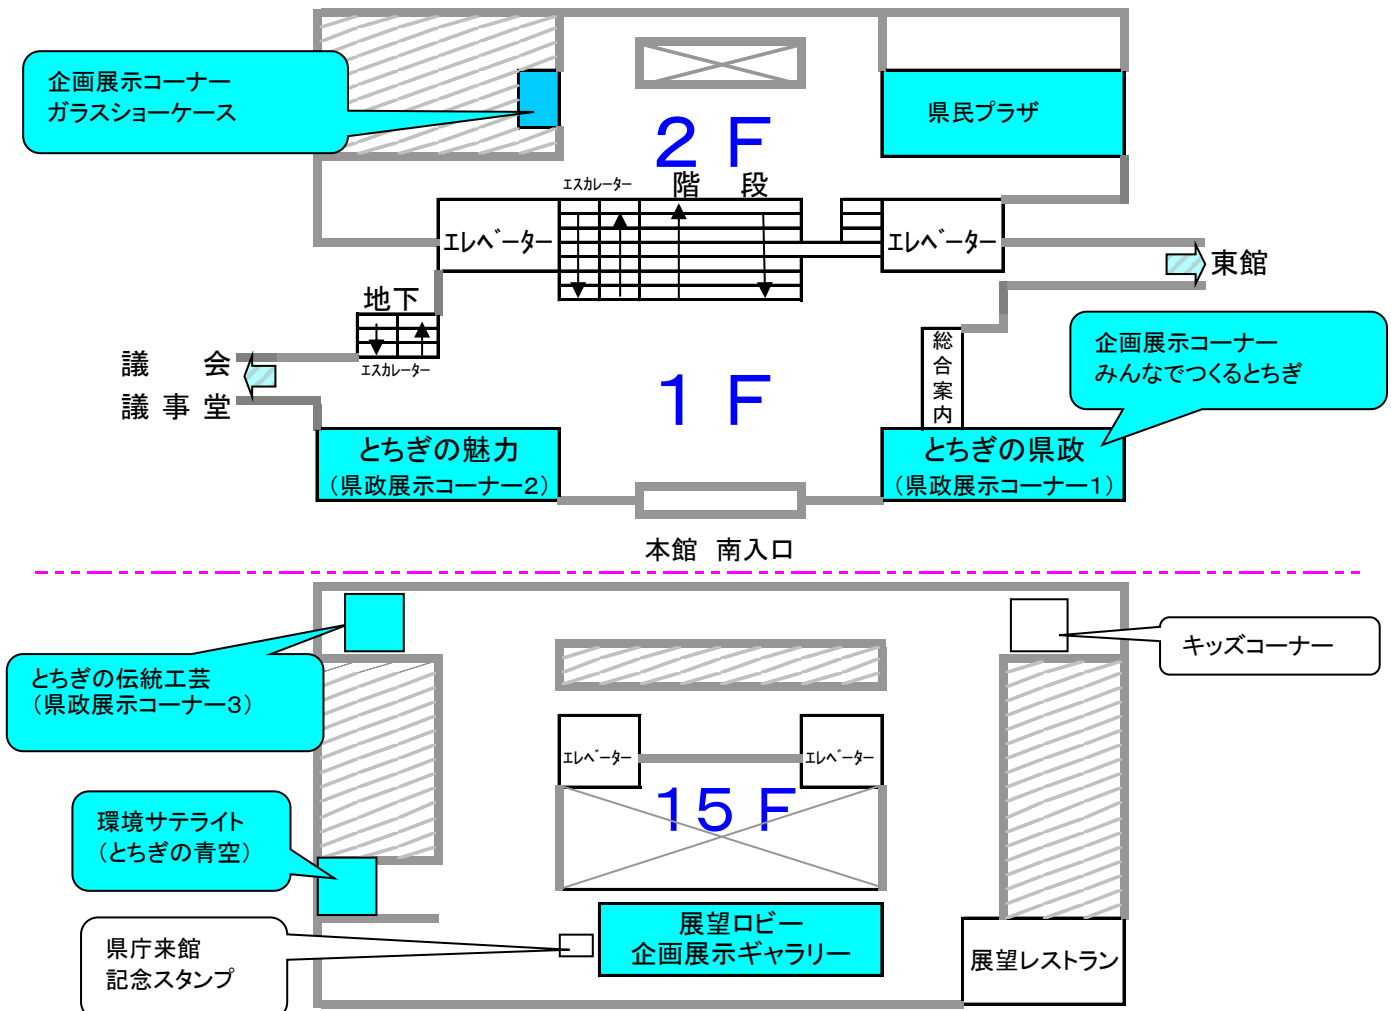 企画展示コーナー
ガラスショーケース
県民プラザ
2F
エスカレーター
階 段
エレベーター
エレベーター
東館
地下
エスカレーター
議 会
議事堂
1F
総合案内
企画展示コーナー
みんなでつくるとちぎ
とちぎの魅力
(県政展示コーナー2)
とちぎの県政
(県政展示コーナー1)
本館 南入口
キッズコーナー
とちぎの伝統工芸
(県政展示コーナー3)
エレベーター
エレベーター
15F
環境サテライト
(とちぎの青空)
展望ロビー
企画展示ギャラリー
県庁来館
記念スタンプ
展望レストラン